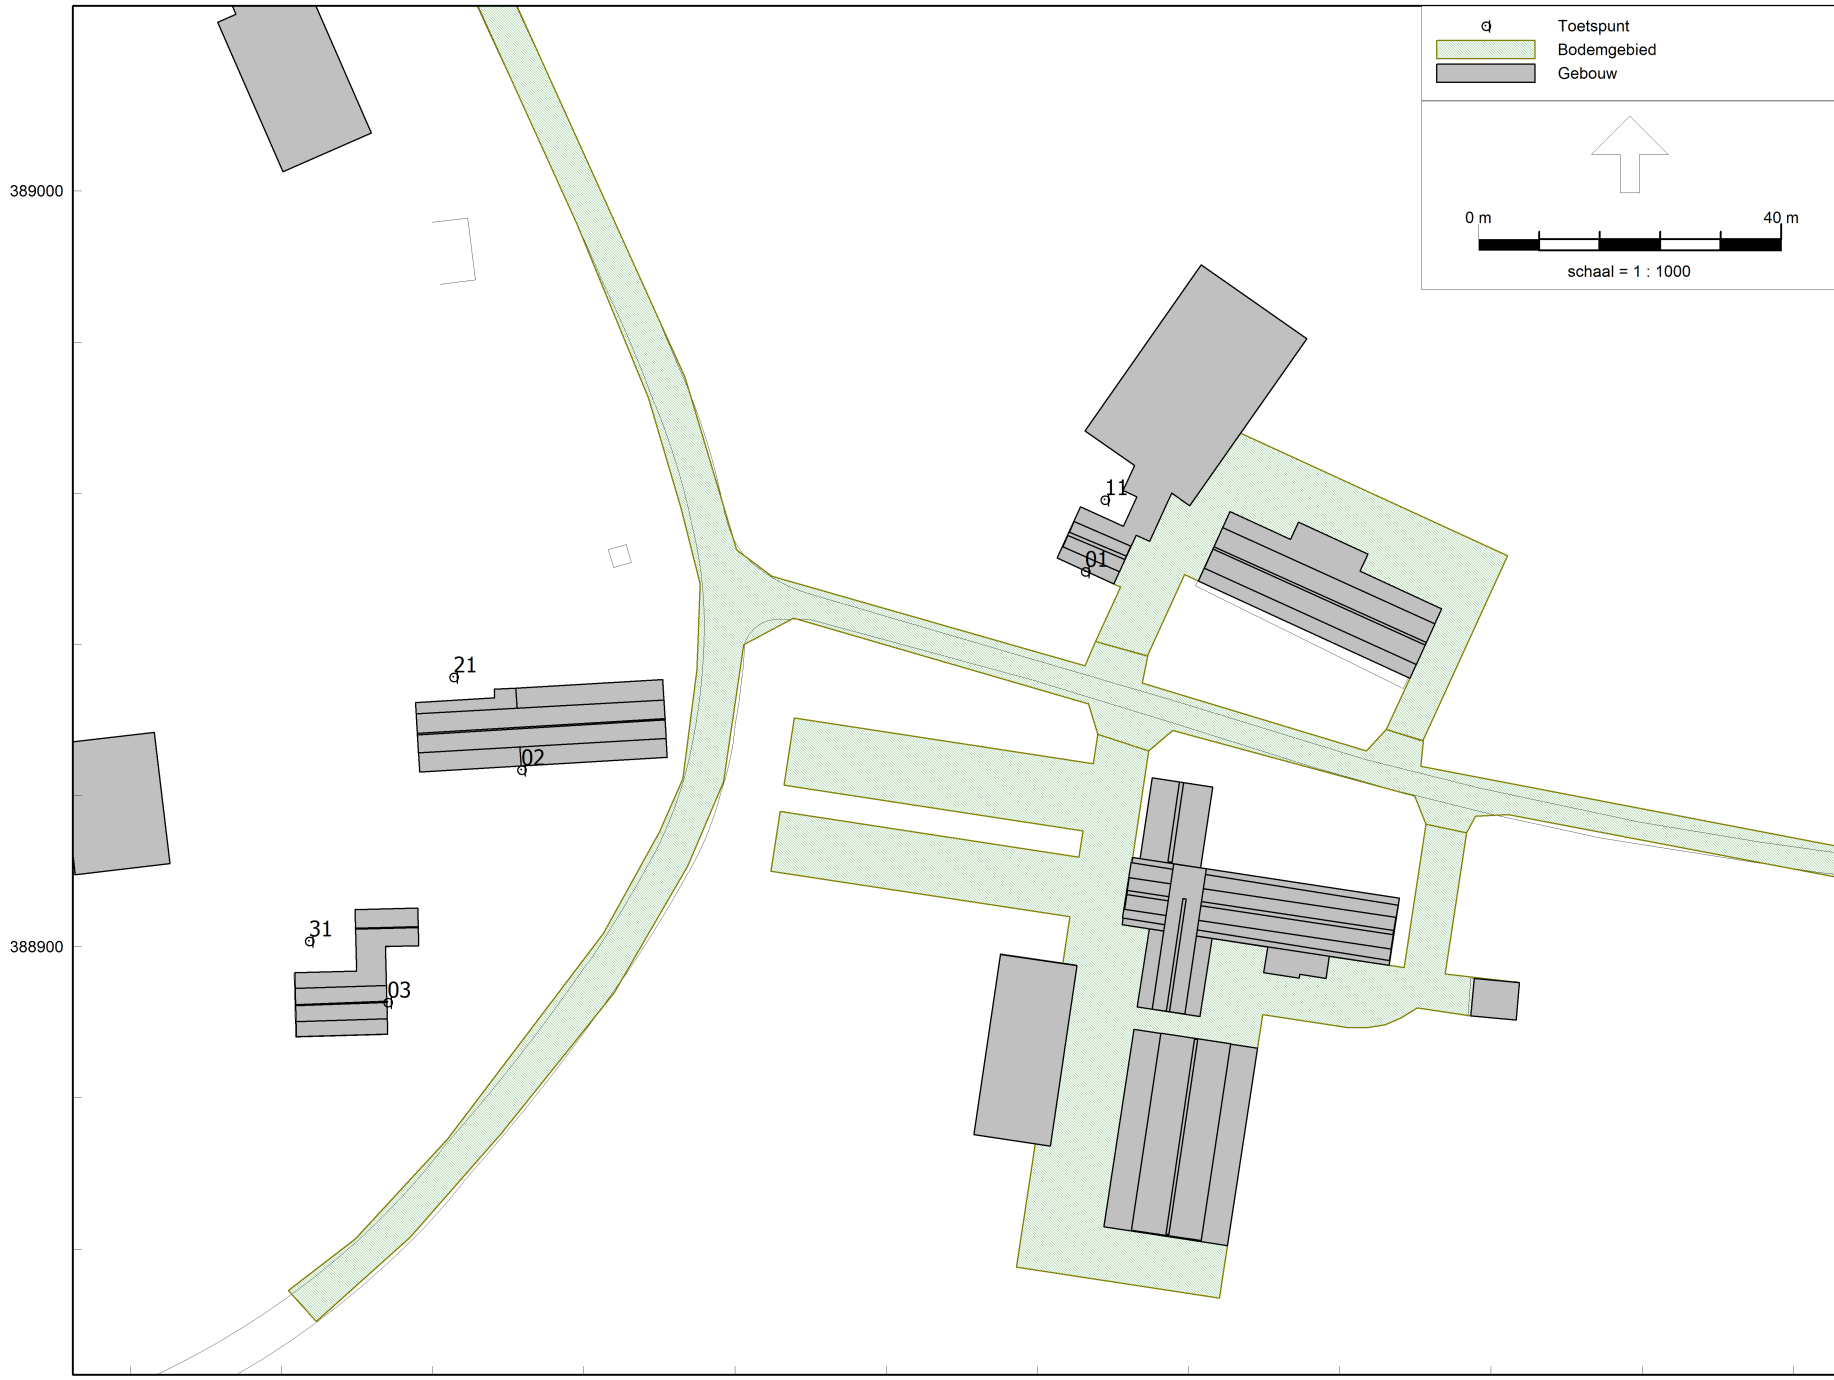 Toetspunt
Bodemgebied
Gebouw
389000
0 m 40 m
schaal = 1 : 1000
11
01
21
02
31
388900
03